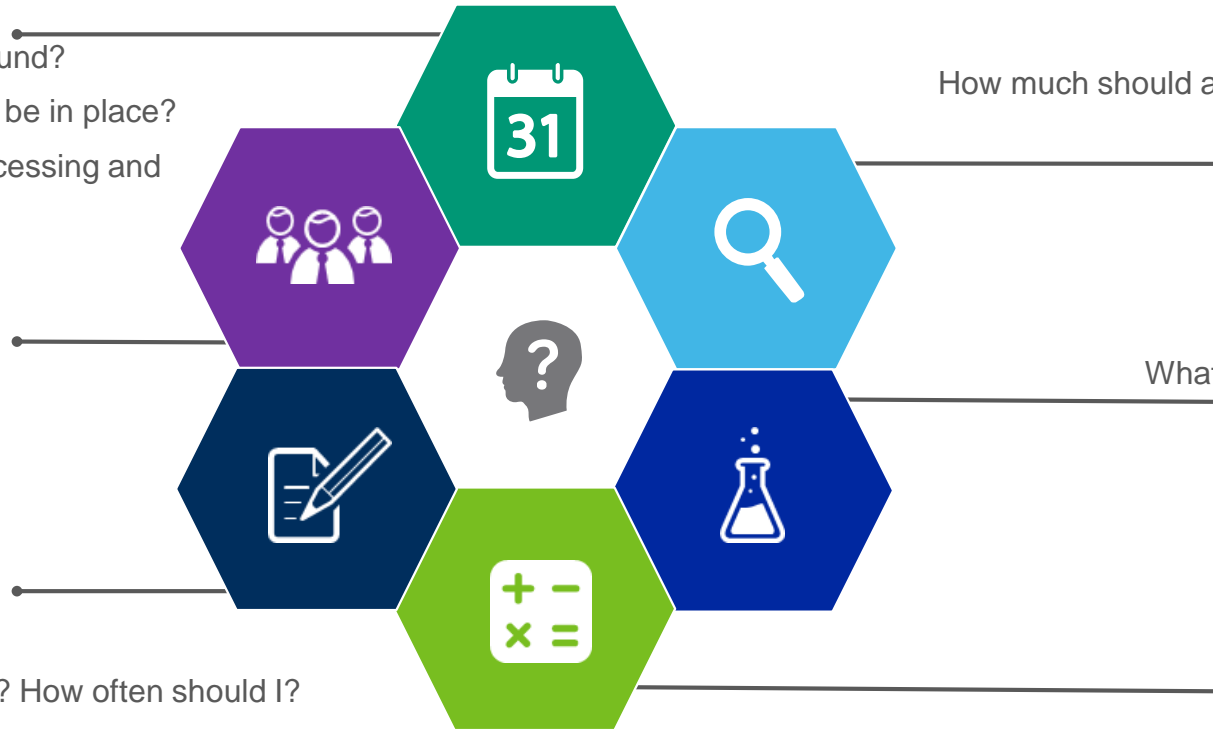 und?
be in place?
cessing and
? How often should I?
31
?
+ −
× =
How much should a
What